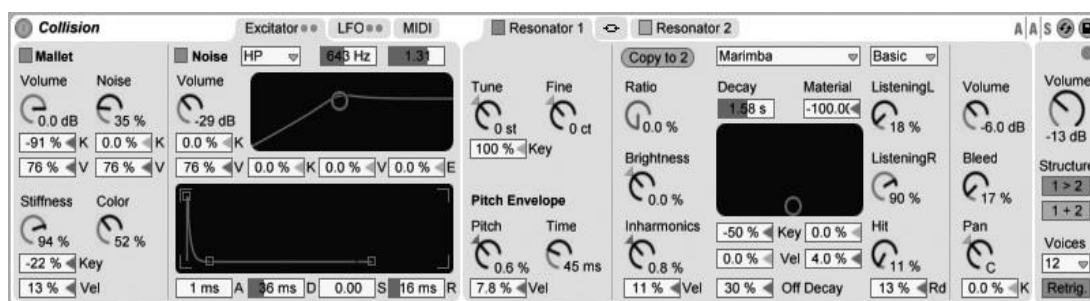 Collision Excitator LFO MIDI Resonator 1 Resonator 2 A A S
Mallet Noise HP 643 Hz 1.31 Copy to 2 Marimba Basic
Volume Noise Volume Tune Fine Ratio Decay Material ListeningL Volume Volume
1.58 s -100.0
0.0 dB 35 % -29 dB 0 st 0 ct 0.0 % 18 % -6.0 dB -13 dB
-91 % K 0.0 % K 0.0 % K 100 % Key
76 % V 76 % V 76 % V 0.0 % K 0.0 % V 0.0 % E
Brightness ListeningR Bleed Structure
0.0 % 90 % 17 % 1 > 2
Stiffness Color Pitch Envelope 1 + 2
94 % 52 % Pitch Time Inharmonics Hit Pan Voices
-50 % Key 0.0 %
-22 % Key 0.6 % 45 ms 0.8 % 0.0 % Vel 4.0 % 11 % C 12
13 % Vel 1 ms A 36 ms D 0.00 S 16 ms R 7.8 % Vel 11 % Vel 30 % Off Decay 13 % Rd 0.0 % K Retrig